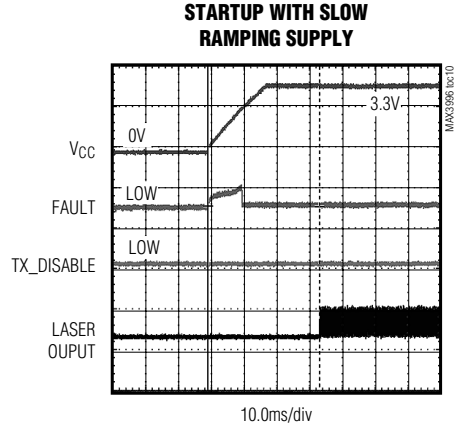 STARTUP WITH SLOW
RAMPING SUPPLY
MAX3996 toc10
3.3V
0V
VCC
LOW
FAULT
LOW
TX_DISABLE
LASER
OUPUT
10.0ms/div